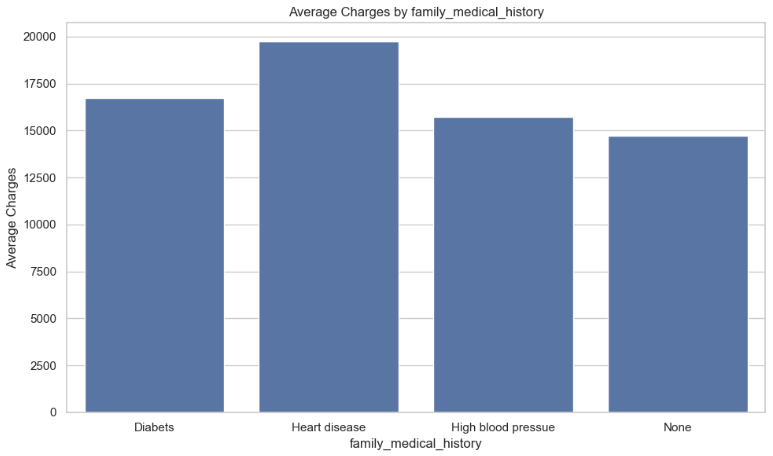 Average Charges by family_medical_history
20000
17500
15000
12500
10000
7500
5000
2500
0
Average Charges
Diabets Heart disease High blood pressue None
family_medical_history